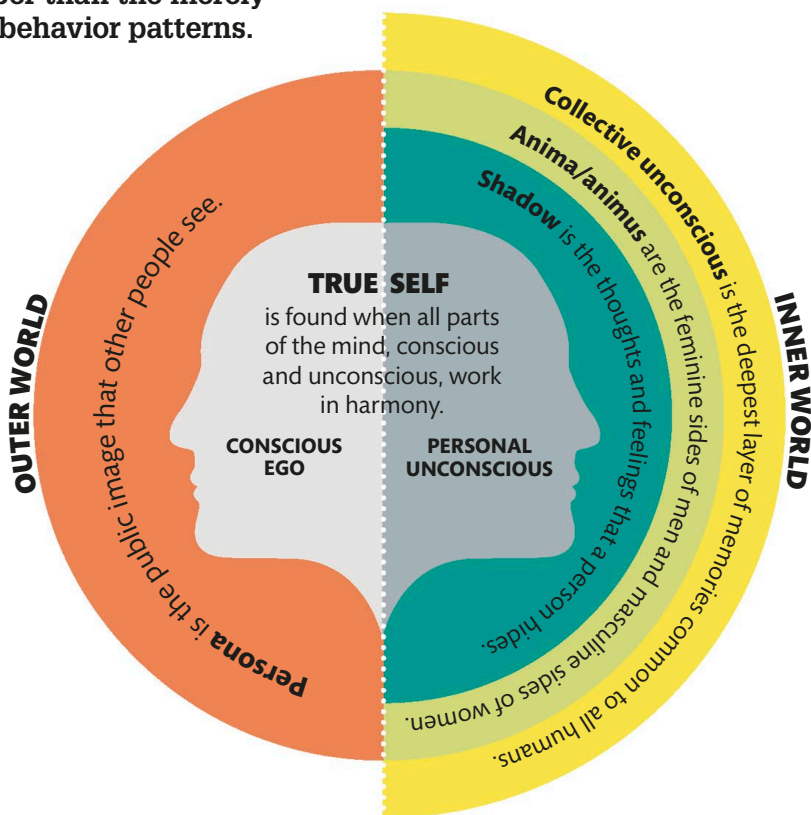 than the merely
behavior patterns.
Collective unconscious is the deepest layer of memories common to all humans.
Anima/animus are the feminine sides of men and masculine sides of women.
Shadow is the thoughts and feelings that a person hides.
OUTER WORLD
Persona is the public image that other people see.
TRUE SELF
is found when all parts
of the mind, conscious
and unconscious, work
in harmony.
CONSCIOUS
EGO
PERSONAL
UNCONSCIOUS
INNER WORLD